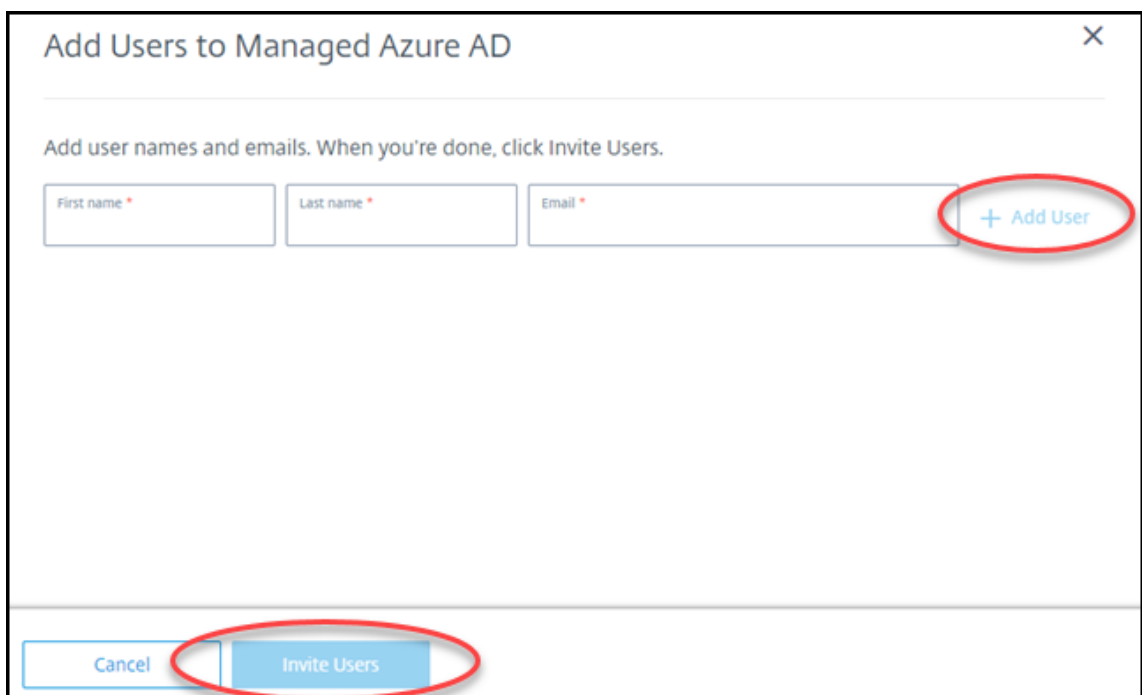 Add Users to Managed Azure AD
Add user names and emails. When you're done, click Invite Users.
First name * Last name * Email * + Add User
Cancel Invite Users